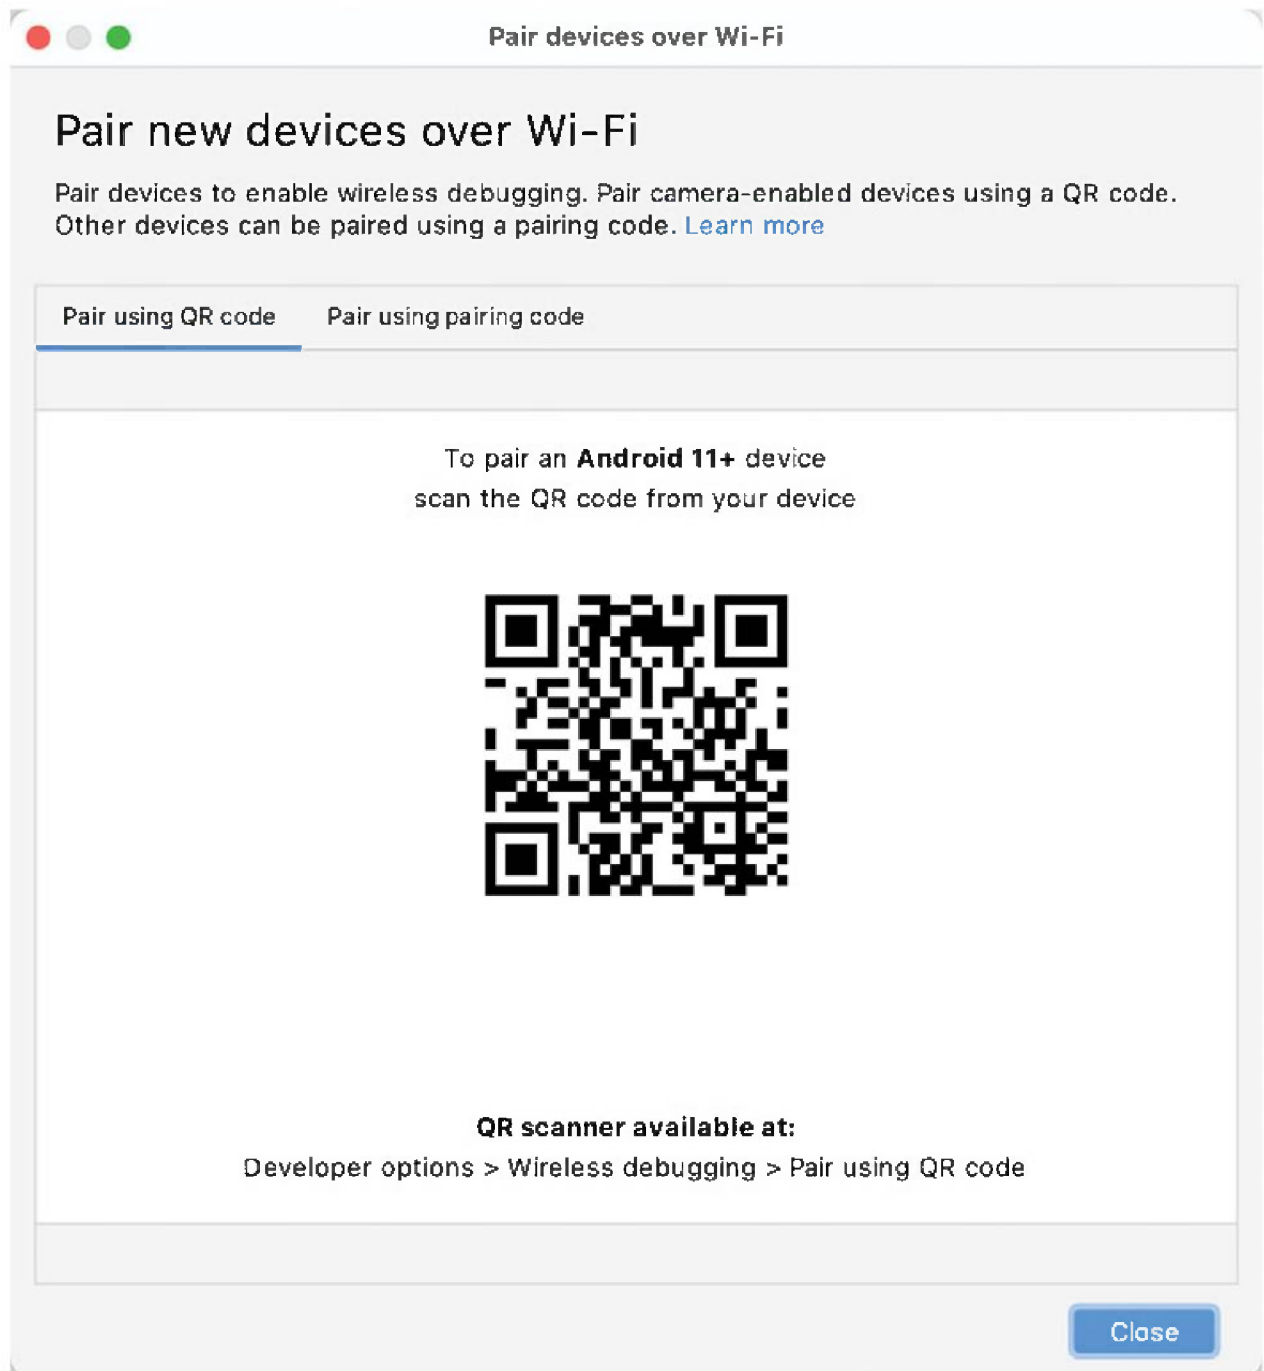 Pair devices over Wi-Fi
Pair new devices over Wi-Fi
Pair devices to enable wireless debugging. Pair camera-enabled devices using a QR code.
Other devices can be paired using a pairing code. Learn more
Pair using QR code Pair using pairing code
To pair an Android 11+ device
scan the QR code from your device
QR scanner available at:
Developer options > Wireless debugging > Pair using QR code
Close